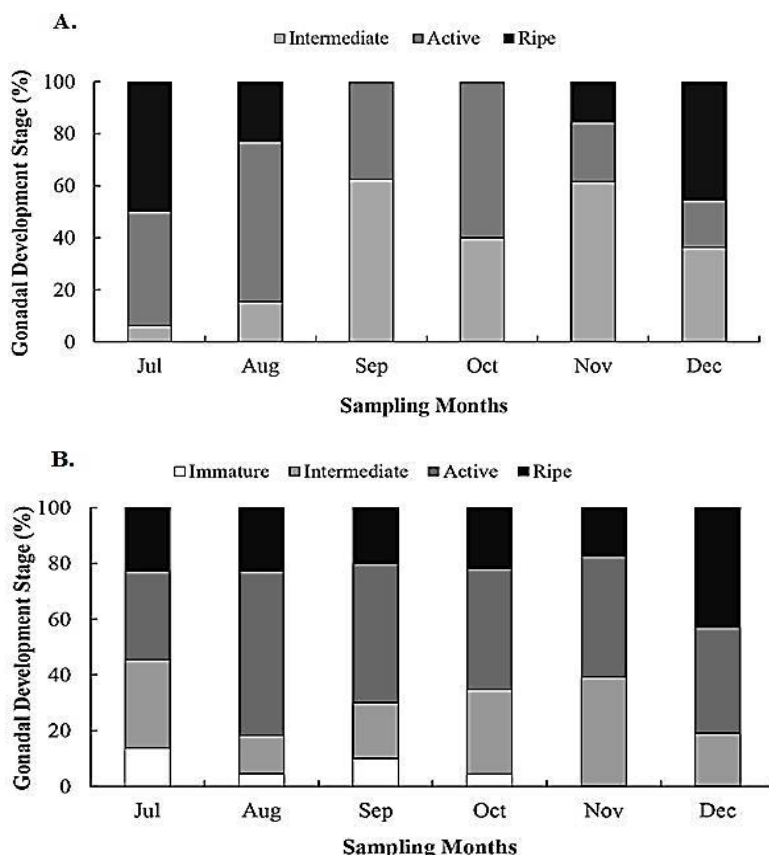 A.
Intermediate Active Ripe
100
80
60
40
20
0
Gonadal Development Stage (%)
Jul Aug Sep Oct Nov Dec
Sampling Months
B.
Immature Intermediate Active Ripe
100
80
60
40
20
0
Gonadal Development Stage (%)
Jul Aug Sep Oct Nov Dec
Sampling Months